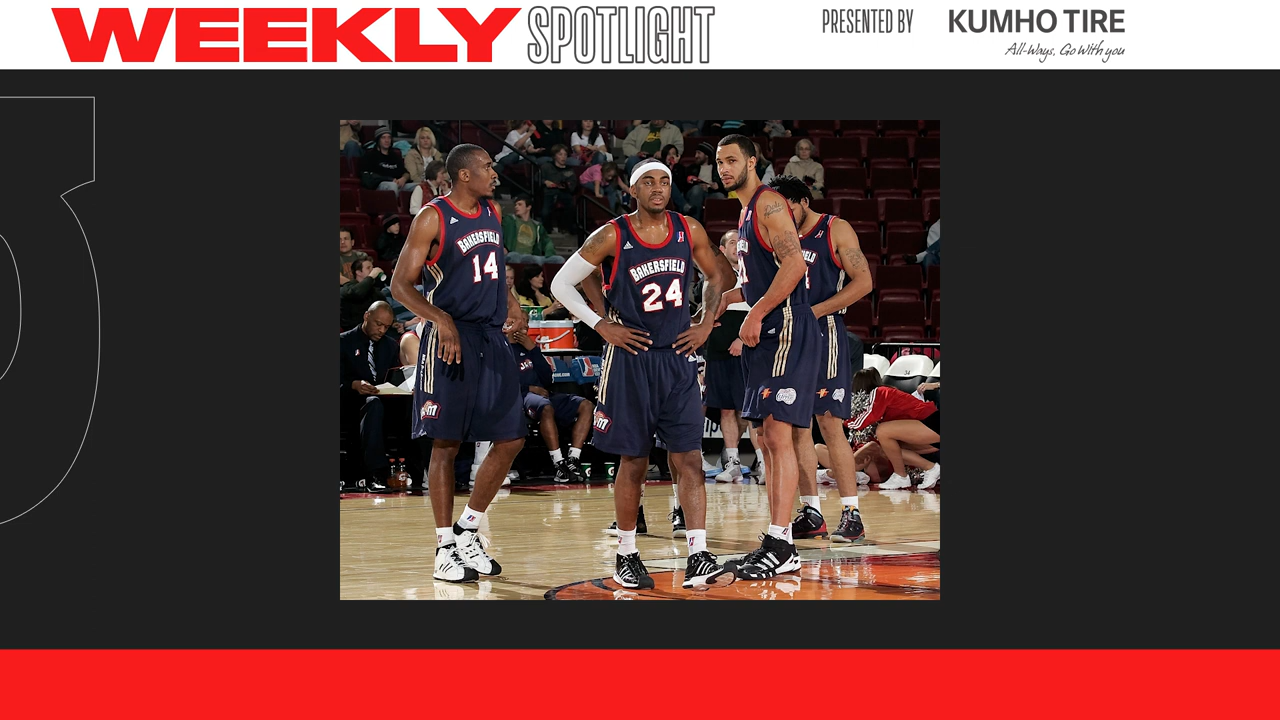 WEEKLY SPOTLIGHT
PRESENTED BY
KUMHO TIRE
All-Ways, Go With you
BAKERSFIELD
14
BAKERSFIELD
24